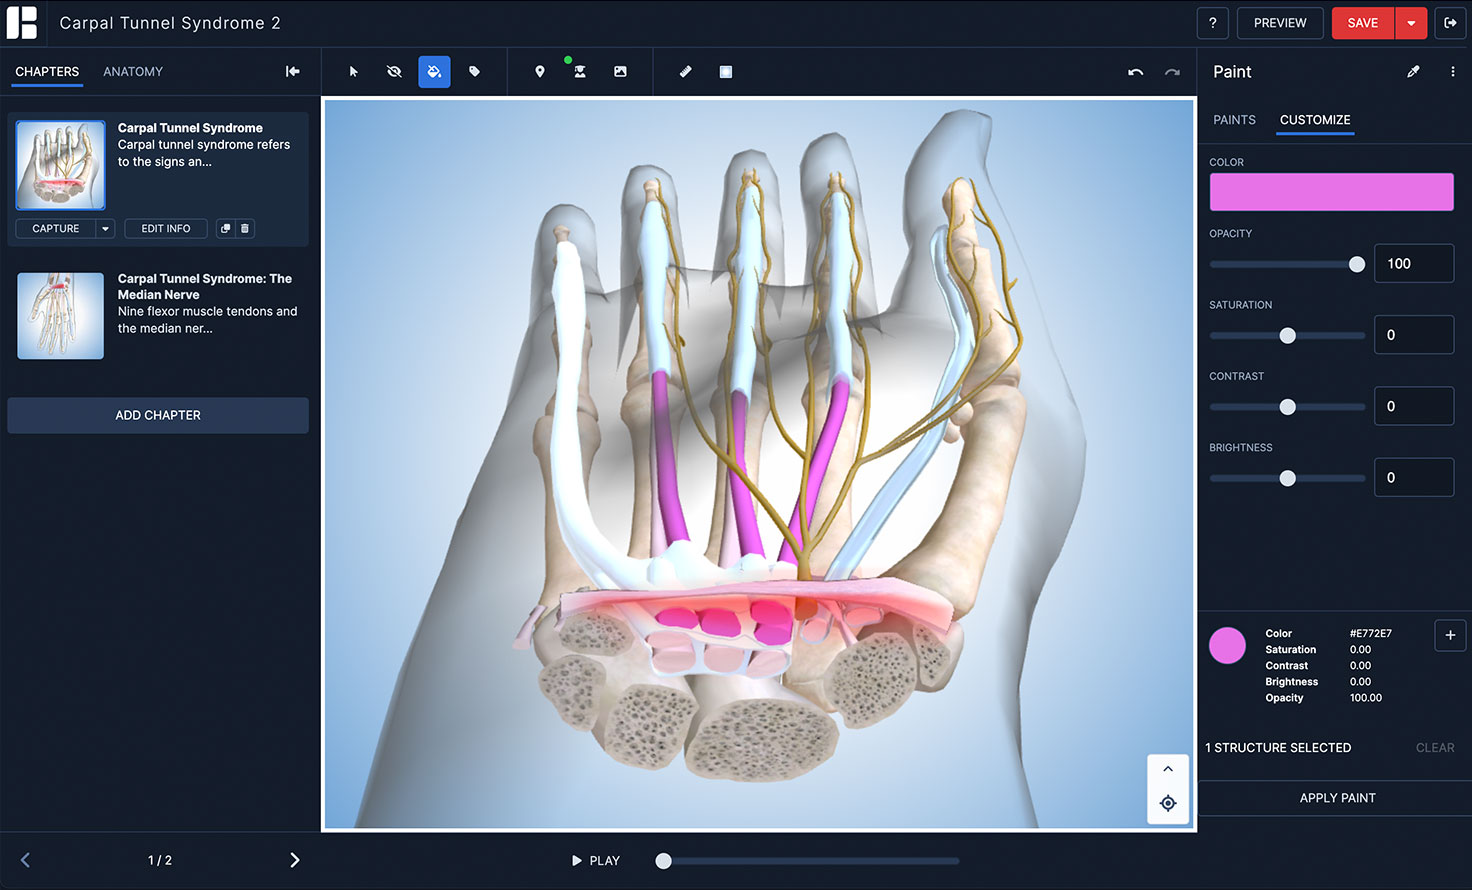 Carpal Tunnel Syndrome 2
?
PREVIEW
SAVE
CHAPTERS
ANATOMY
Carpal Tunnel Syndrome
Carpal tunnel syndrome refers
to the signs an...
CAPTURE
EDIT INFO
Carpal Tunnel Syndrome: The
Median Nerve
Nine flexor muscle tendons and
the median ner...
ADD CHAPTER
1 / 2
PLAY
Paint
PAINTS
CUSTOMIZE
COLOR
OPACITY
100
SATURATION
0
CONTRAST
0
BRIGHTNESS
0
Color #E772E7
Saturation 0.00
Contrast 0.00
Brightness 0.00
Opacity 100.00
+
1 STRUCTURE SELECTED
CLEAR
APPLY PAINT